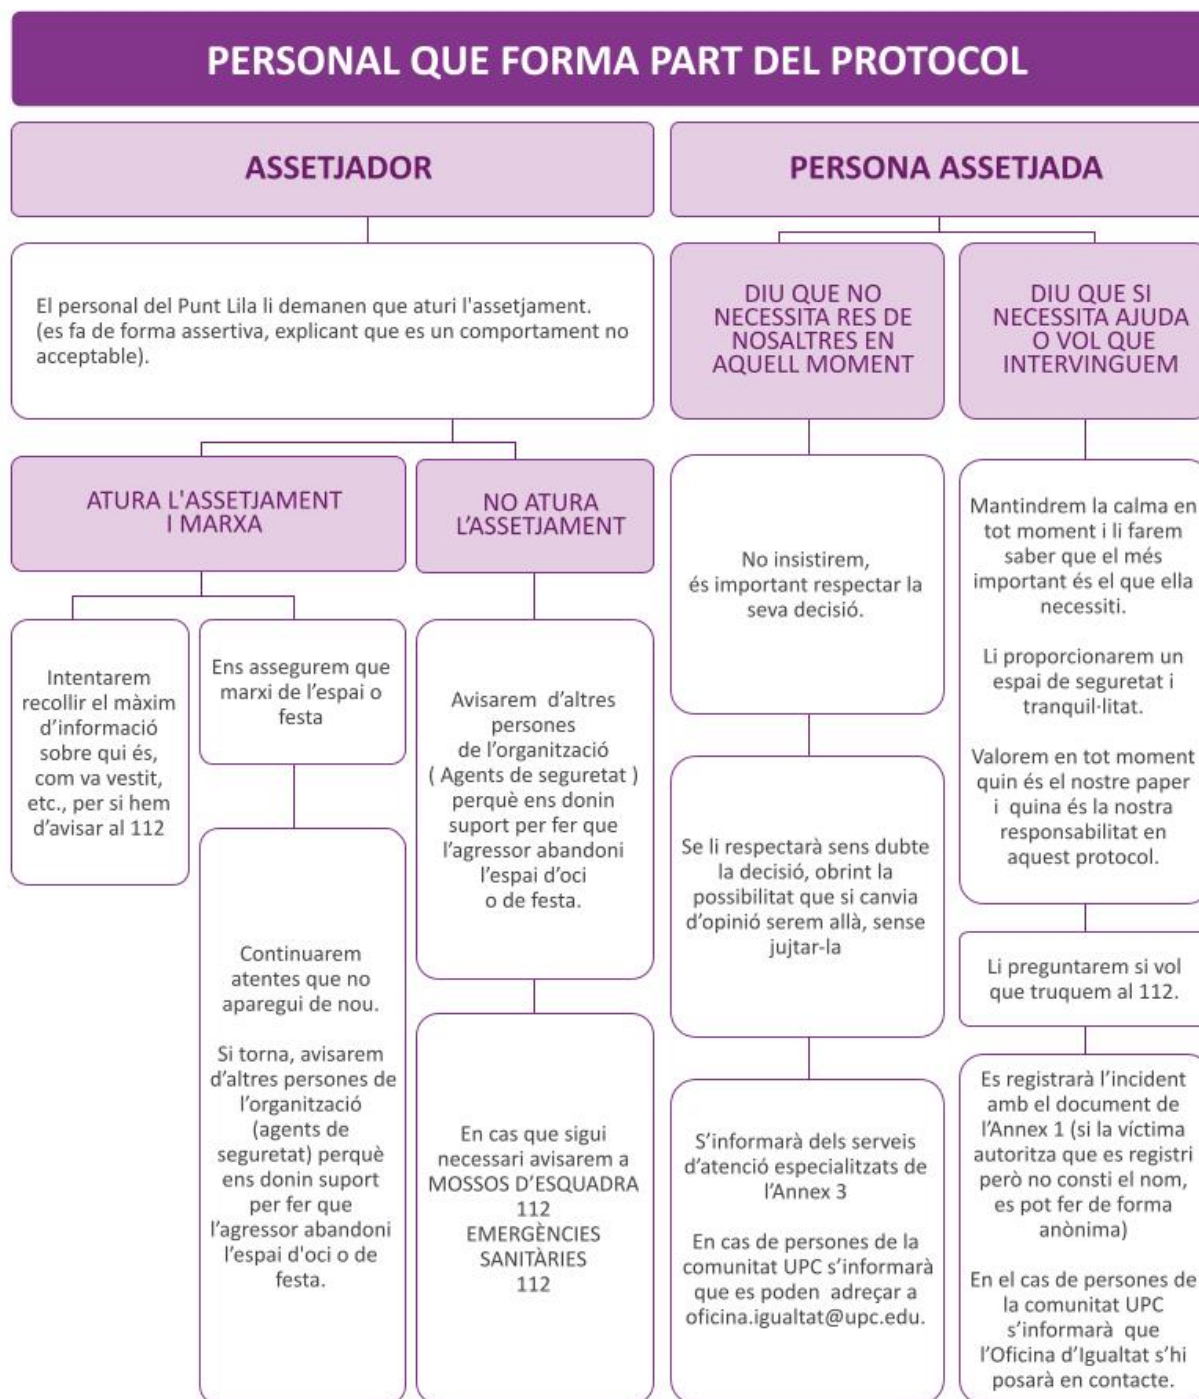 PERSONAL QUE FORMA PART DEL PROTOCOL
ASSETJADOR
El personal del Punt Lila li demanen que aturi l'assetjament.
(es fa de forma assertiva, explicant que es un comportament no
acceptable).
ATURA L'ASSETJAMENT
I MARXA
Intentarem
recollir el màxim
d’informació
sobre qui és,
com va vestit,
etc., per si hem
d’avisar al 112
Ens assegurem que
marxi de l’espai o
festa
Continuarem
atentes que no
aparegui de nou.
Si torna, avisarem
d’altres persones de
l’organització
(agents de
seguretat) perquè
ens donin suport
per fer que
l’agressor abandoni
l’espai d'oci o de
festa.
NO ATURA
L’ASSETJAMENT
Avisarem d’altres
persones
de l’organització
( Agents de seguretat )
perquè ens donin
suport per fer que
l’agressor abandoni
l’espai d’oci
o de festa.
En cas que sigui
necessari avisarem a
MOSSOS D’ESQUADRA
112
EMERGÈNCIES
SANITÀRIES
112
PERSONA ASSETJADA
DIU QUE NO
NECESSITA RES DE
NOSALTRES EN
AQUELL MOMENT
No insistirem,
és important respectar la
seva decisió.
Se li respectarà sens dubte
la decisió, obrint la
possibilitat que si canvia
d’opinió serem allà, sense
jujtar-la
S’informarà dels serveis
d’atenció especialitzats de
l’Annex 3
En cas de persones de la
comunitat UPC s’informarà
que es poden adreçar a
oficina.igualtat@upc.edu.
DIU QUE SI
NECESSITA AJUDA
O VOL QUE
INTERVINGUEM
Mantindrem la calma en
tot moment i li farem
saber que el més
important és el que ella
necessiti.
Li proporcionarem un
espai de seguretat i
tranquil·litat.
Valorem en tot moment
quin és el nostre paper
i quina és la nostra
responsabilitat en
aquest protocol.
Li preguntarem si vol
que truquem al 112.
Es registrarà l’incident
amb el document de
l’Annex 1 (si la víctima
autoritza que es registri
però no consti el nom,
es pot fer de forma
anònima)
En el cas de persones de
la comunitat UPC
s’informarà que
l’Oficina d’Igualtat s’hi
posarà en contacte.